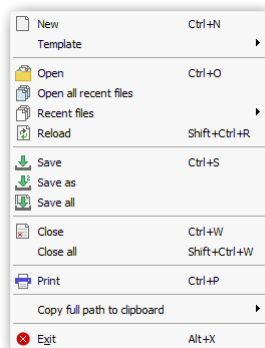 New Ctrl+N
Template
Open Ctrl+O
Open all recent files
Recent files
Reload Shift+Ctrl+R
Save Ctrl+S
Save as
Save all
Close Ctrl+W
Close all Shift+Ctrl+W
Print Ctrl+P
Copy full path to clipboard
Exit Alt+X